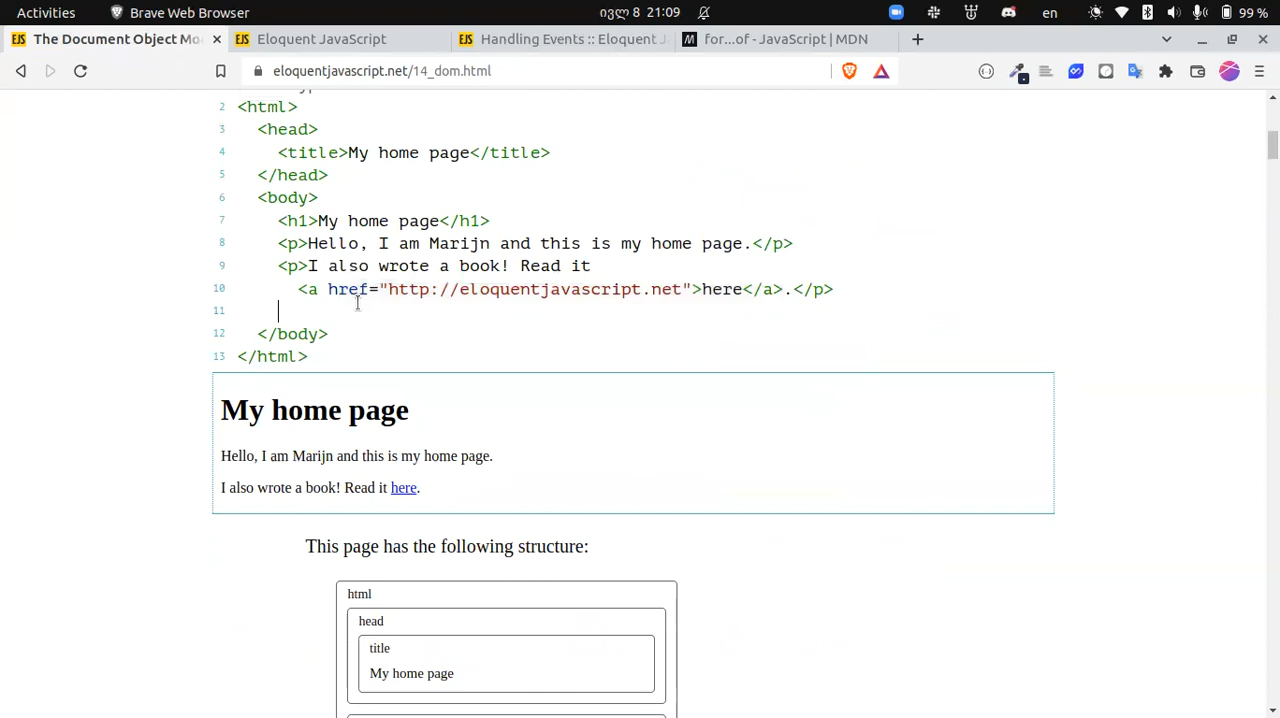 Activities Brave Web Browser ივლ 8 21:09 en 99 %
The Document Object Mo Eloquent JavaScript Handling Events :: Eloquent J for...of - JavaScript | MDN
eloquentjavascript.net/14_dom.html
2 <html>
3 <head>
4 <title>My home page</title>
5 </head>
6 <body>
7 <h1>My home page</h1>
8 <p>Hello, I am Marijn and this is my home page.</p>
9 <p>I also wrote a book! Read it
10 <a href="http://eloquentjavascript.net">here</a>.</p>
11
12 </body>
13 </html>
My home page
Hello, I am Marijn and this is my home page.
I also wrote a book! Read it here.
This page has the following structure:
html
head
title
My home page